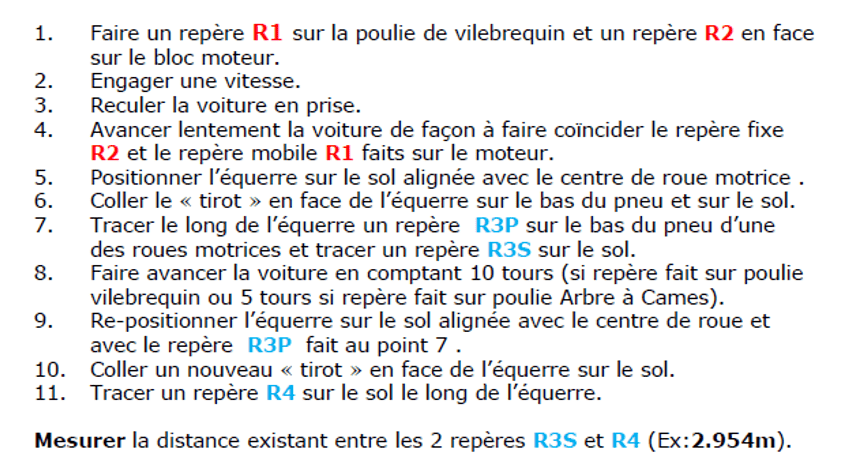 1. Faire un repère R1 sur la poulie de vilebrequin et un repère R2 en face
sur le bloc moteur.
2. Engager une vitesse.
3. Reculer la voiture en prise.
4. Avancer lentement la voiture de façon à faire coïncider le repère fixe
R2 et le repère mobile R1 faits sur le moteur.
5. Positionner l’équerre sur le sol alignée avec le centre de roue motrice .
6. Coller le « tirot » en face de l’équerre sur le bas du pneu et sur le sol.
7. Tracer le long de l’équerre un repère R3P sur le bas du pneu d’une
des roues motrices et tracer un repère R3S sur le sol.
8. Faire avancer la voiture en comptant 10 tours (si repère fait sur poulie
vilebrequin ou 5 tours si repère fait sur poulie Arbre à Cames).
9. Re-positionner l’équerre sur le sol alignée avec le centre de roue et
avec le repère R3P fait au point 7 .
10. Coller un nouveau « tirot » en face de l’équerre sur le sol.
11. Tracer un repère R4 sur le sol le long de l’équerre.
Mesurer la distance existant entre les 2 repères R3S et R4 (Ex:2.954m).